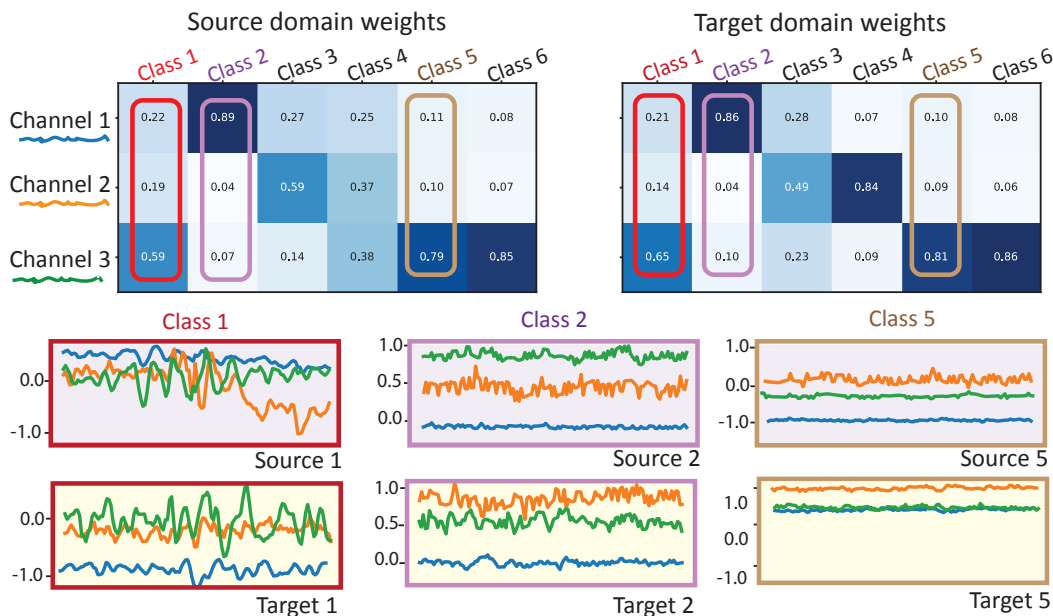 Source domain weights
Target domain weights
Class 1 Class 2 Class 3 Class 4 Class 5 Class 6
Class 1 Class 2 Class 3 Class 4 Class 5 Class 6
Channel 1
0.22 0.89 0.27 0.25 0.11 0.08
0.21 0.86 0.28 0.07 0.10 0.08
Channel 2
0.19 0.04 0.59 0.37 0.10 0.07
0.14 0.04 0.49 0.84 0.09 0.06
Channel 3
0.59 0.07 0.14 0.38 0.79 0.85
0.65 0.10 0.23 0.09 0.81 0.86
Class 1
Class 2
Class 5
0.0
-1.0
Source 1
1.0
0.5
0.0
Source 2
1.0
0.0
-1.0
Source 5
0.0
-1.0
Target 1
1.0
0.5
0.0
Target 2
1.0
0.0
-1.0
Target 5